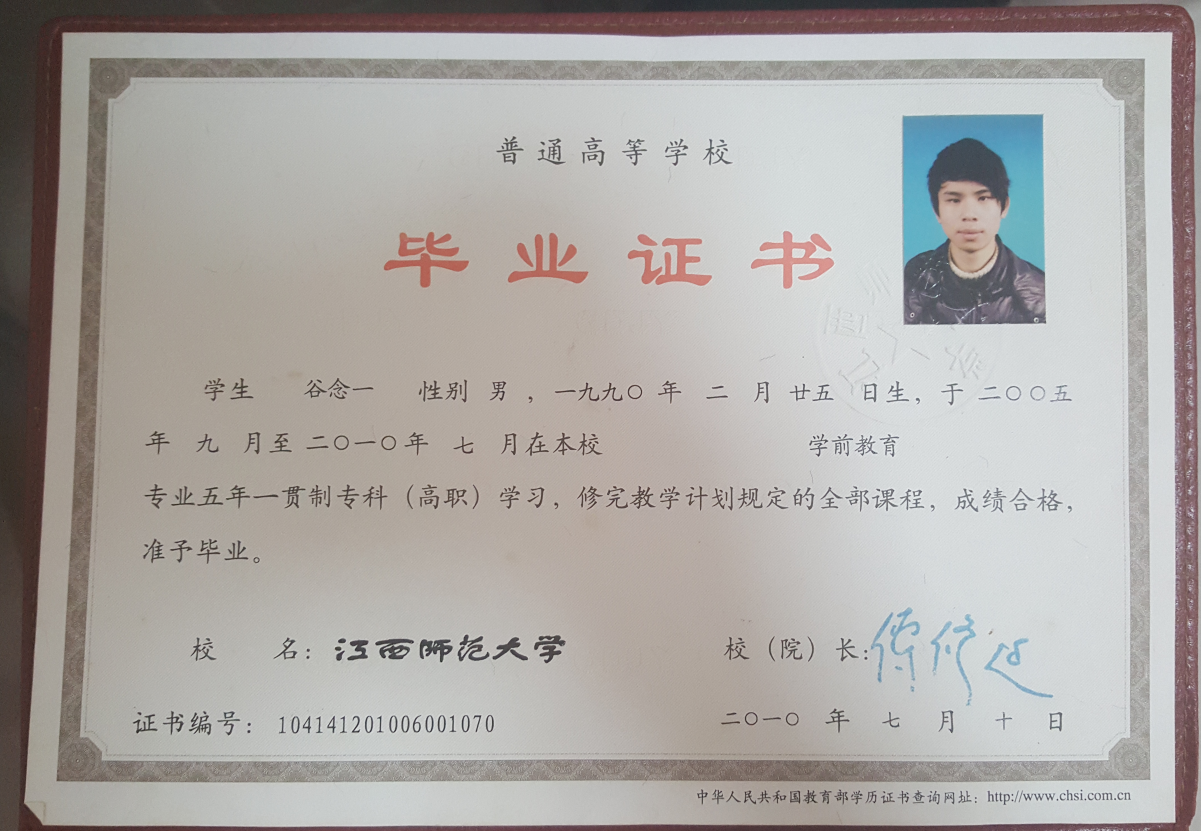 普通高等学校
毕业证书
学生 谷念一 性别 男 ，一九九〇 年 二 月 廿五 日生，于 二〇〇五
年 九 月至 二〇一〇年 七 月在本校 学前教育
专业五年一贯制专科（高职）学习，修完教学计划规定的全部课程，成绩合格，
准予毕业。
校 名：江西师范大学
校（院）长：傅修延
证书编号： 104141201006001070
二〇一〇 年 七 月 十 日
中华人民共和国教育部学历证书查询网址：http://www.chsi.com.cn